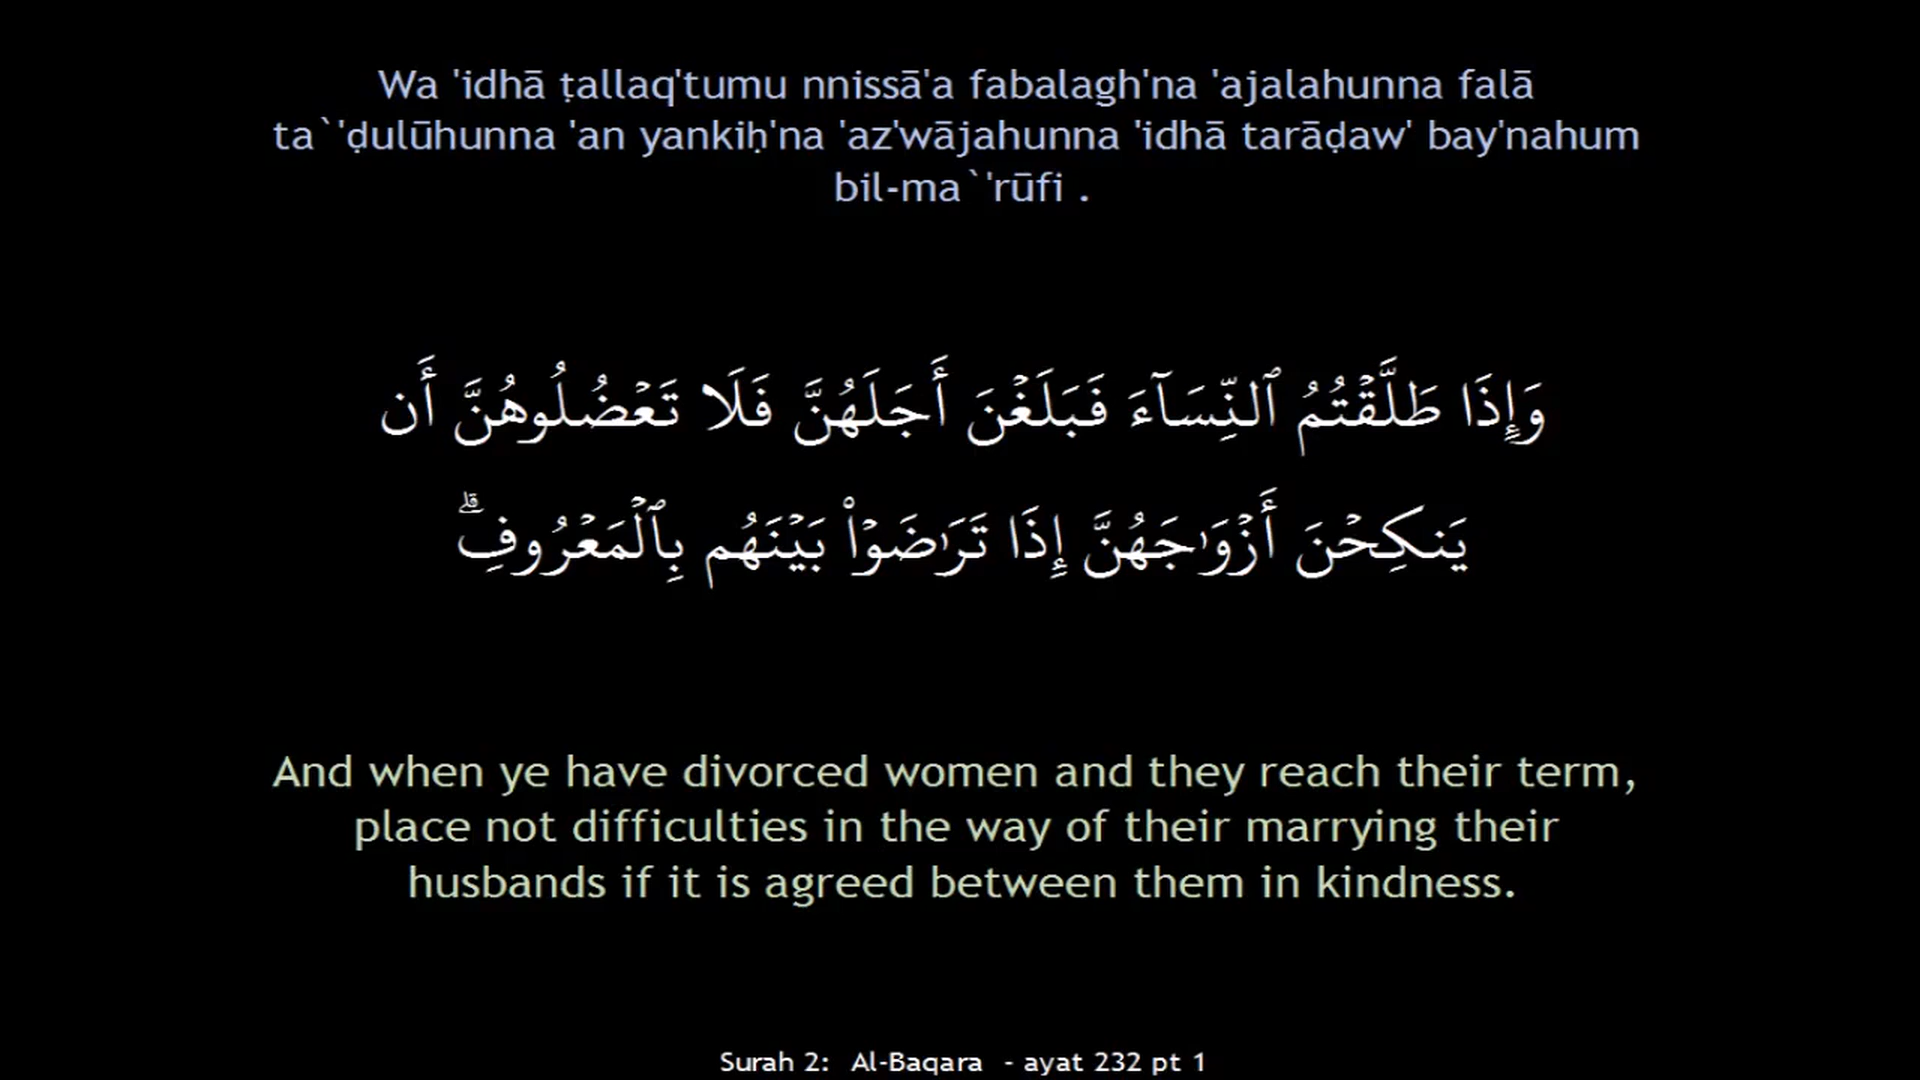 Wa 'idhā ṭallaq'tumu nnissā'a fabalagh'na 'ajalahunna falā
ta`'ḍulūhunna 'an yankiḥ'na 'az'wājahunna 'idhā tarāḍaw' bay'nahum
bil-ma`'rūfi .
وَإِذَا طَلَّقۡتُمُ ٱلنِّسَآءَ فَبَلَغۡنَ أَجَلَهُنَّ فَلَا تَعۡضُلُوهُنَّ أَن
يَنكِحۡنَ أَزۡوَٰجَهُنَّ إِذَا تَرَٰضَوۡاْ بَيۡنَهُم بِٱلۡمَعۡرُوفِۗ
And when ye have divorced women and they reach their term,
place not difficulties in the way of their marrying their
husbands if it is agreed between them in kindness.
Surah 2: Al-Baqara - ayat 232 pt 1